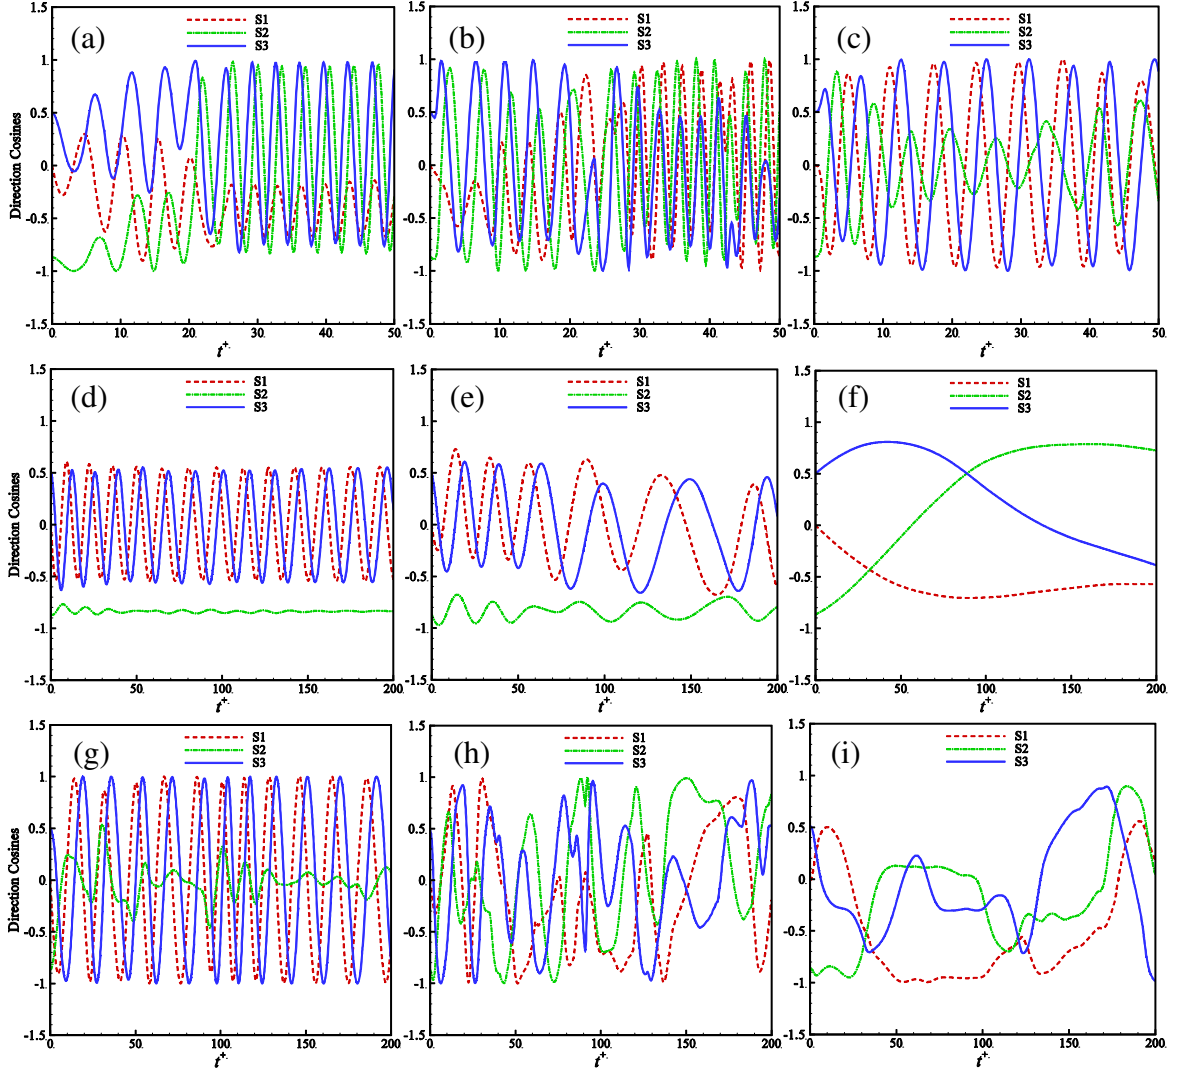 (a) S1 S2 S3
Direction Cosines
1.5
1.
0.5
0.
-0.5
-1.
-1.5
0. 10. 20. 30. 40. 50.
t+.
(b) S1 S2 S3
1.5
1.
0.5
0.
-0.5
-1.
-1.5
0. 10. 20. 30. 40. 50.
t+.
(c) S1 S2 S3
1.5
1.
0.5
0.
-0.5
-1.
-1.5
0. 10. 20. 30. 40. 50.
t+.
(d) S1 S2 S3
Direction Cosines
1.5
1.
0.5
0.
-0.5
-1.
-1.5
0. 50. 100. 150. 200.
t+.
(e) S1 S2 S3
1.5
1.
0.5
0.
-0.5
-1.
-1.5
0. 50. 100. 150. 200.
t+.
(f) S1 S2 S3
1.5
1.
0.5
0.
-0.5
-1.
-1.5
0. 50. 100. 150. 200.
t+.
(g) S1 S2 S3
Direction Cosines
1.5
1.
0.5
0.
-0.5
-1.
-1.5
0. 50. 100. 150. 200.
t+.
(h) S1 S2 S3
1.5
1.
0.5
0.
-0.5
-1.
-1.5
0. 50. 100. 150. 200.
t+.
(i) S1 S2 S3
1.5
1.
0.5
0.
-0.5
-1.
-1.5
0. 50. 100. 150. 200.
t+.